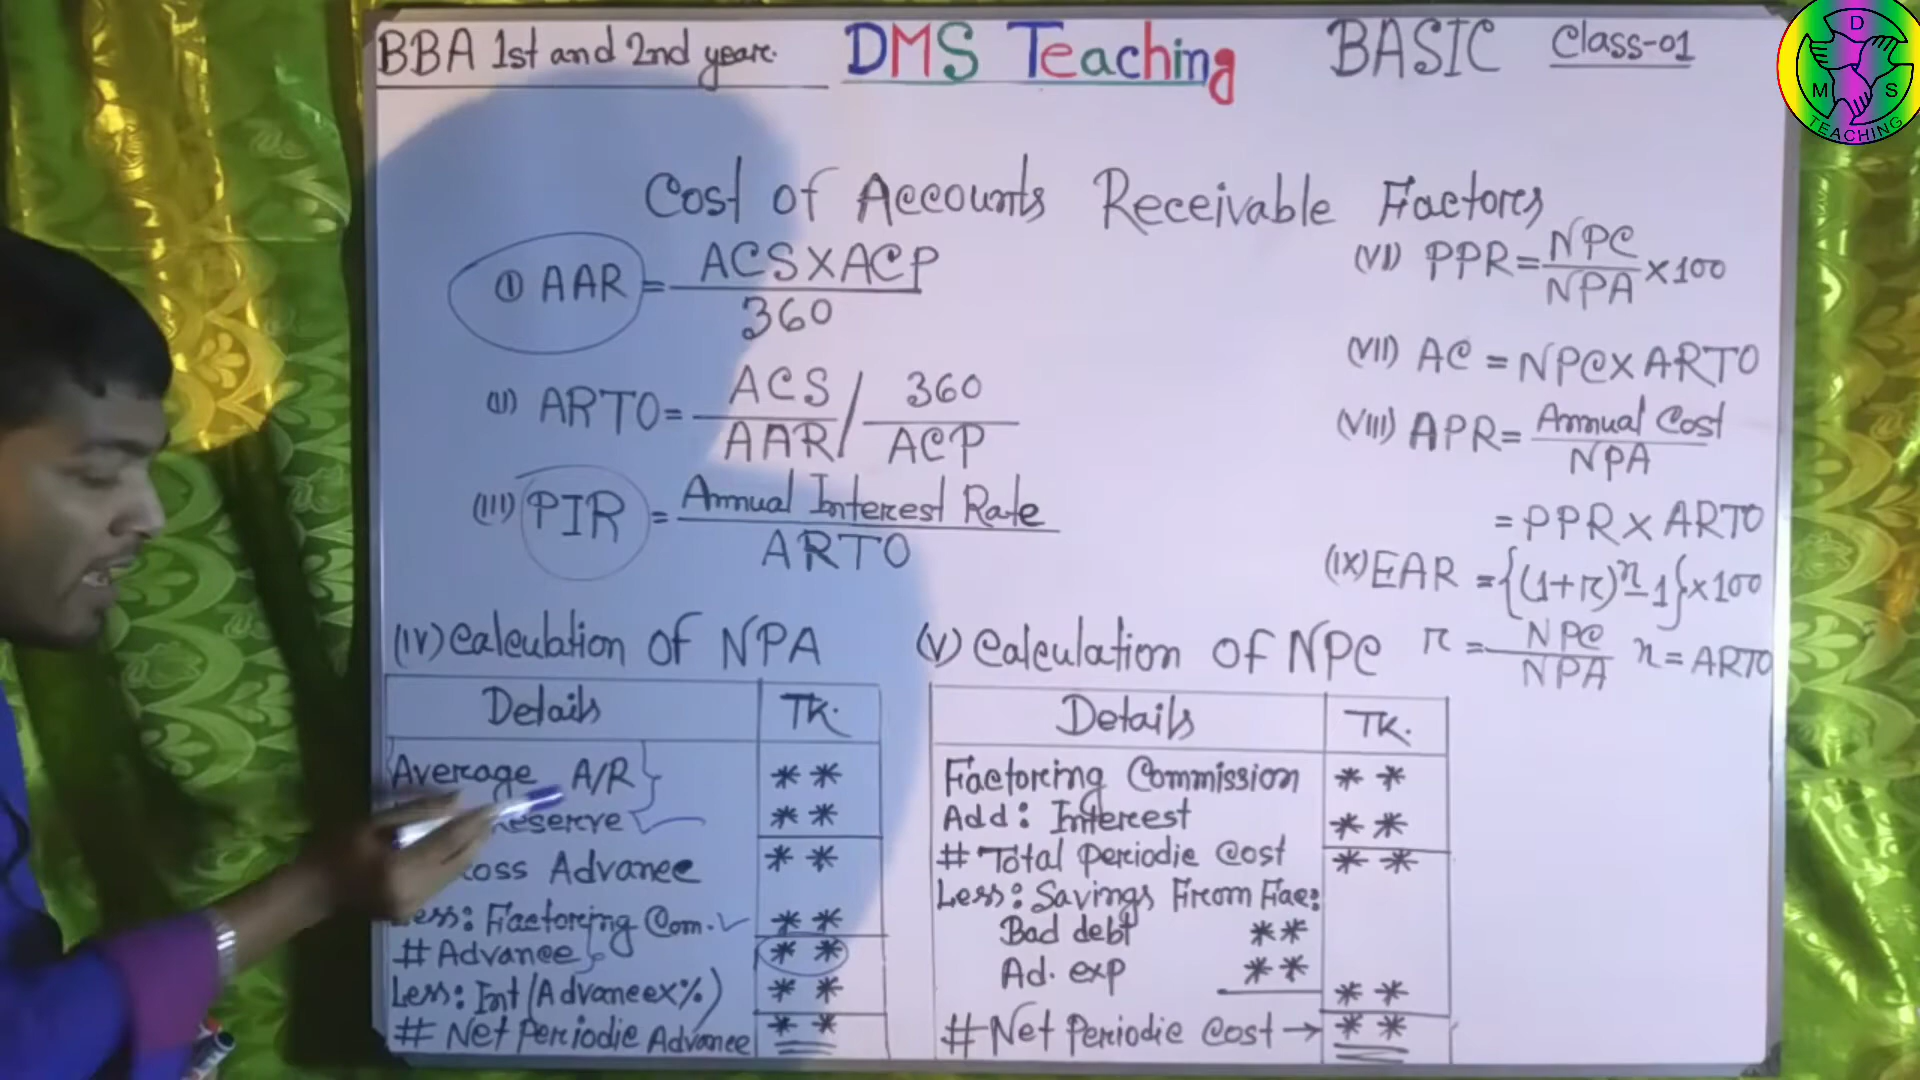 BBA 1st and 2nd yeare.
DMS Teaching
BASIC Class-01
D
M S
TEACHING
Cost of Accounts Receivable Factores
(I) AAR = ACS X ACP / 360
(II) ARTO = ACS / AAR / 360 / ACP
(III) PIR = Annual Interest Rate / ARTO
(IV) Calculation of NPA
Details TK.
Average A/R } ** 
Reserve **
oss Advance **
Less: Factoring Com. **
# Advance **
Less: Int (Advance x %) **
# Net Periodic Advance **
(V) Calculation of NPC
Details TK.
Factoring Commission **
Add: Interest **
# Total periodic cost **
Less: Savings From Fac:
Bad debt **
Ad. exp ** **
# Net Periodic Cost → **
(VI) PPR = NPC / NPA × 100
(VII) AC = NPC X ARTO
(VIII) APR = Annual Cost / NPA
= PPR X ARTO
(IX) EAR = {(1+r)^n - 1} × 100
r = NPC / NPA n = ARTO